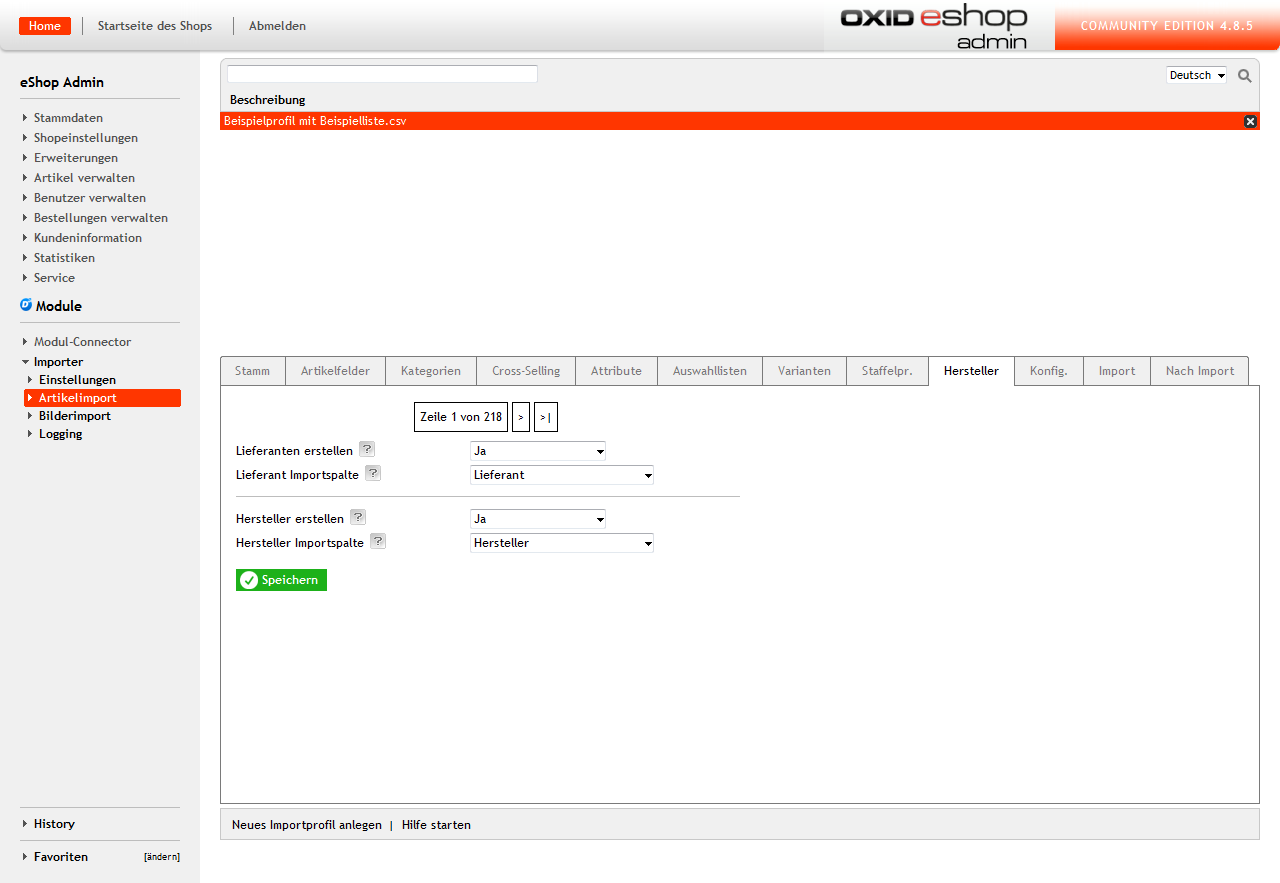 Home | Startseite des Shops | Abmelden
OXID eshop
admin
COMMUNITY EDITION 4.8.5
eShop Admin
Stammdaten
Shopeinstellungen
Erweiterungen
Artikel verwalten
Benutzer verwalten
Bestellungen verwalten
Kundeninformation
Statistiken
Service
Module
Modul-Connector
Importer
Einstellungen
Artikelimport
Bilderimport
Logging
History
Favoriten [ändern]
Deutsch
Beschreibung
Beispielprofil mit Beispielliste.csv
Stamm Artikelfelder Kategorien Cross-Selling Attribute Auswahllisten Varianten Staffelpr. Hersteller Konfig. Import Nach Import
Zeile 1 von 218 > >|
Lieferanten erstellen ? Ja
Lieferant Importspalte ? Lieferant
Hersteller erstellen ? Ja
Hersteller Importspalte ? Hersteller
Speichern
Neues Importprofil anlegen | Hilfe starten